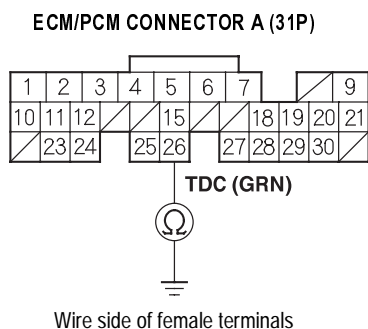 ECM/PCM CONNECTOR A (31P)
1 2 3 4 5 6 7 9
10 11 12 15 18 19 20 21
23 24 25 26 27 28 29 30
TDC (GRN)
Ω
Wire side of female terminals